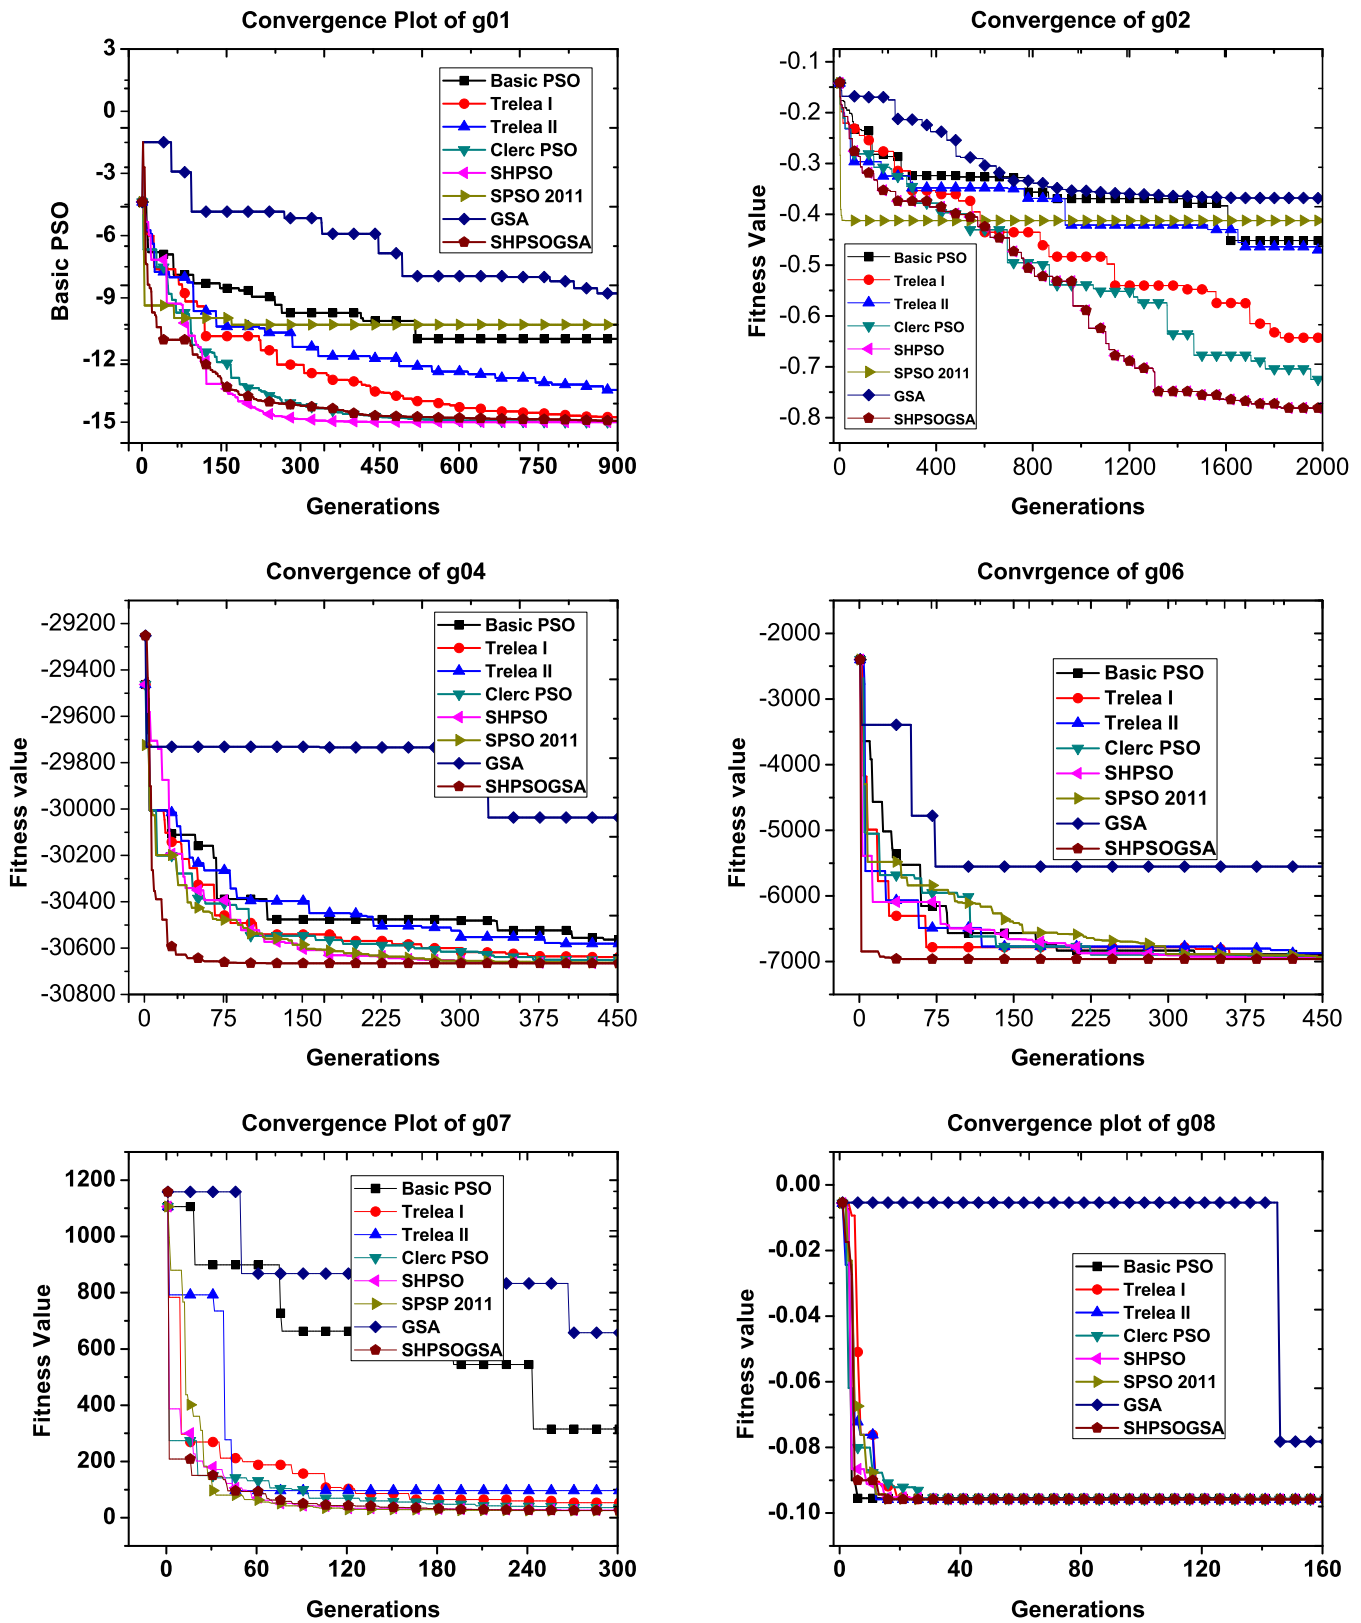 Convergence Plot of g01
3
0
-3
-6
-9
-12
-15
Basic PSO
0 150 300 450 600 750 900
Generations
Basic PSO
Trelea I
Trelea II
Clerc PSO
SHPSO
SPSO 2011
GSA
SHPSOGSA
Convergence of g02
-0.1
-0.2
-0.3
-0.4
-0.5
-0.6
-0.7
-0.8
Fitness Value
0 400 800 1200 1600 2000
Generations
Basic PSO
Trelea I
Trelea II
Clerc PSO
SHPSO
SPSO 2011
GSA
SHPSOGSA
Convergence of g04
-29200
-29400
-29600
-29800
-30000
-30200
-30400
-30600
-30800
Fitness value
0 75 150 225 300 375 450
Generations
Basic PSO
Trelea I
Trelea II
Clerc PSO
SHPSO
SPSO 2011
GSA
SHPSOGSA
Convrgence of g06
-2000
-3000
-4000
-5000
-6000
-7000
Fitness value
0 75 150 225 300 375 450
Generations
Basic PSO
Trelea I
Trelea II
Clerc PSO
SHPSO
SPSO 2011
GSA
SHPSOGSA
Convergence Plot of g07
1200
1000
800
600
400
200
0
Fitness Value
0 60 120 180 240 300
Generations
Basic PSO
Trelea I
Trelea II
Clerc PSO
SHPSO
SPSP 2011
GSA
SHPSOGSA
Convergence plot of g08
0.00
-0.02
-0.04
-0.06
-0.08
-0.10
Fitness value
0 40 80 120 160
Generations
Basic PSO
Trelea I
Trelea II
Clerc PSO
SHPSO
SPSO 2011
GSA
SHPSOGSA